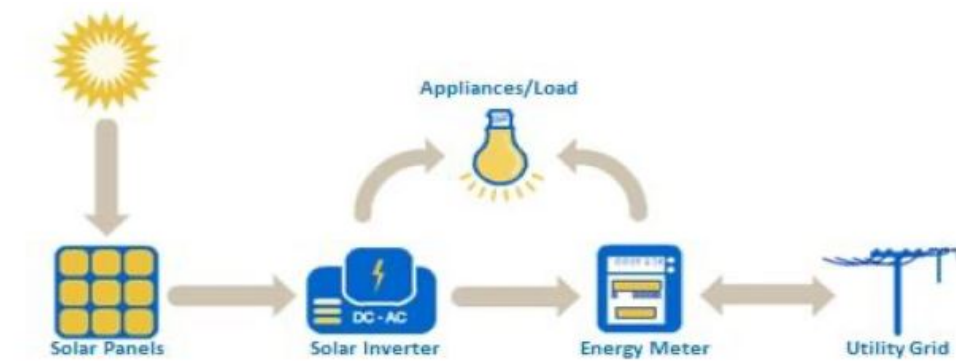 Appliances/Load
DC - AC
Solar Panels
Solar Inverter
Energy Meter
Utility Grid